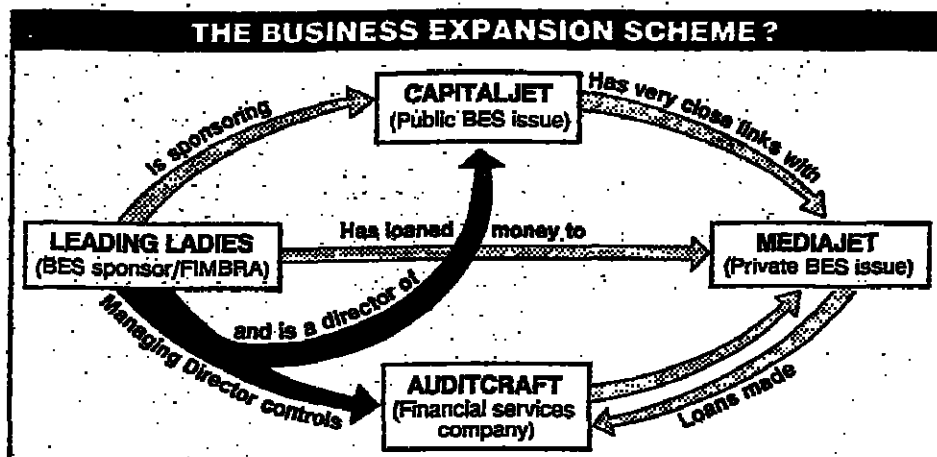 THE BUSINESS EXPANSION SCHEME?
CAPITALJET
(Public BES issue)
is sponsoring
Has very close links with
LEADING LADIES
(BES sponsor/FIMBRA)
Has loaned money to
MEDIAJET
(Private BES issue)
and is a director of
Managing Director controls
AUDITCRAFT
(Financial services
company)
Loans made